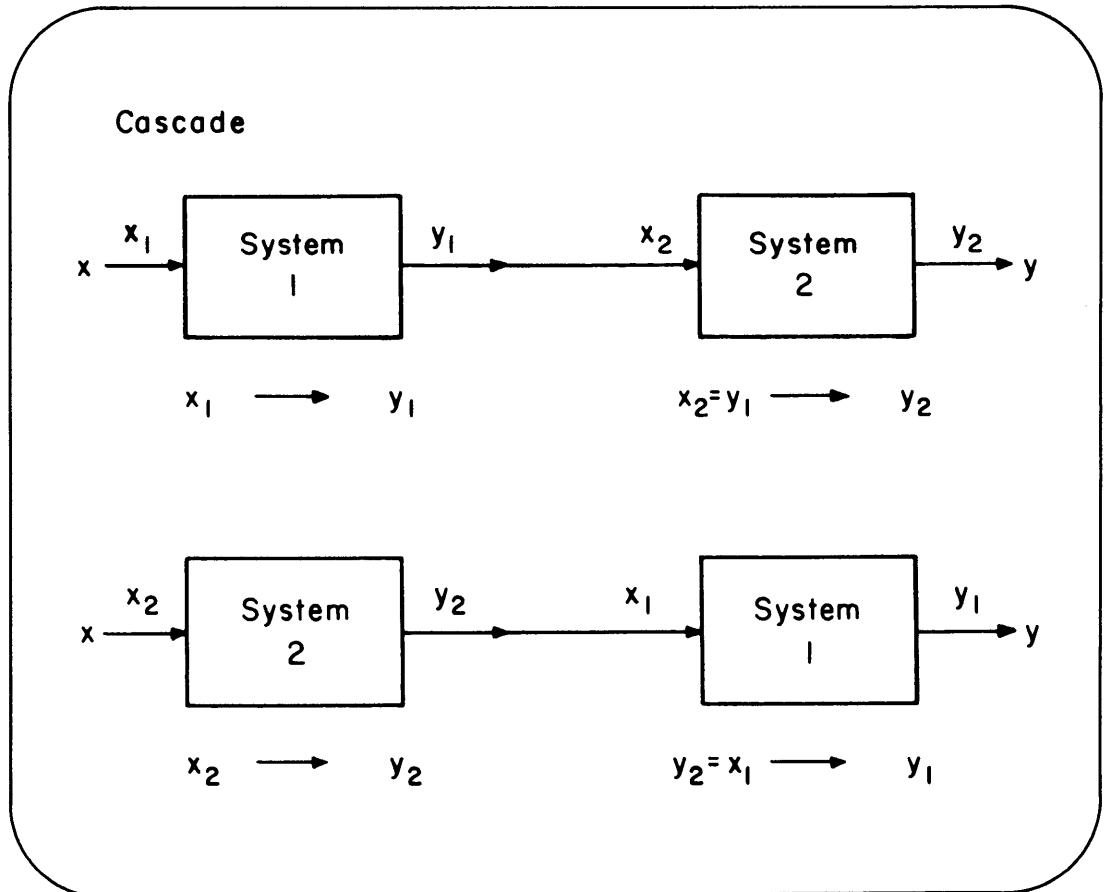 Cascade
x₁ y₁ x₂ y₂
x System 1 System 2 y
x₁ ⟶ y₁ x₂=y₁ ⟶ y₂
x₂ y₂ x₁ y₁
x System 2 System 1 y
x₂ ⟶ y₂ y₂=x₁ ⟶ y₁